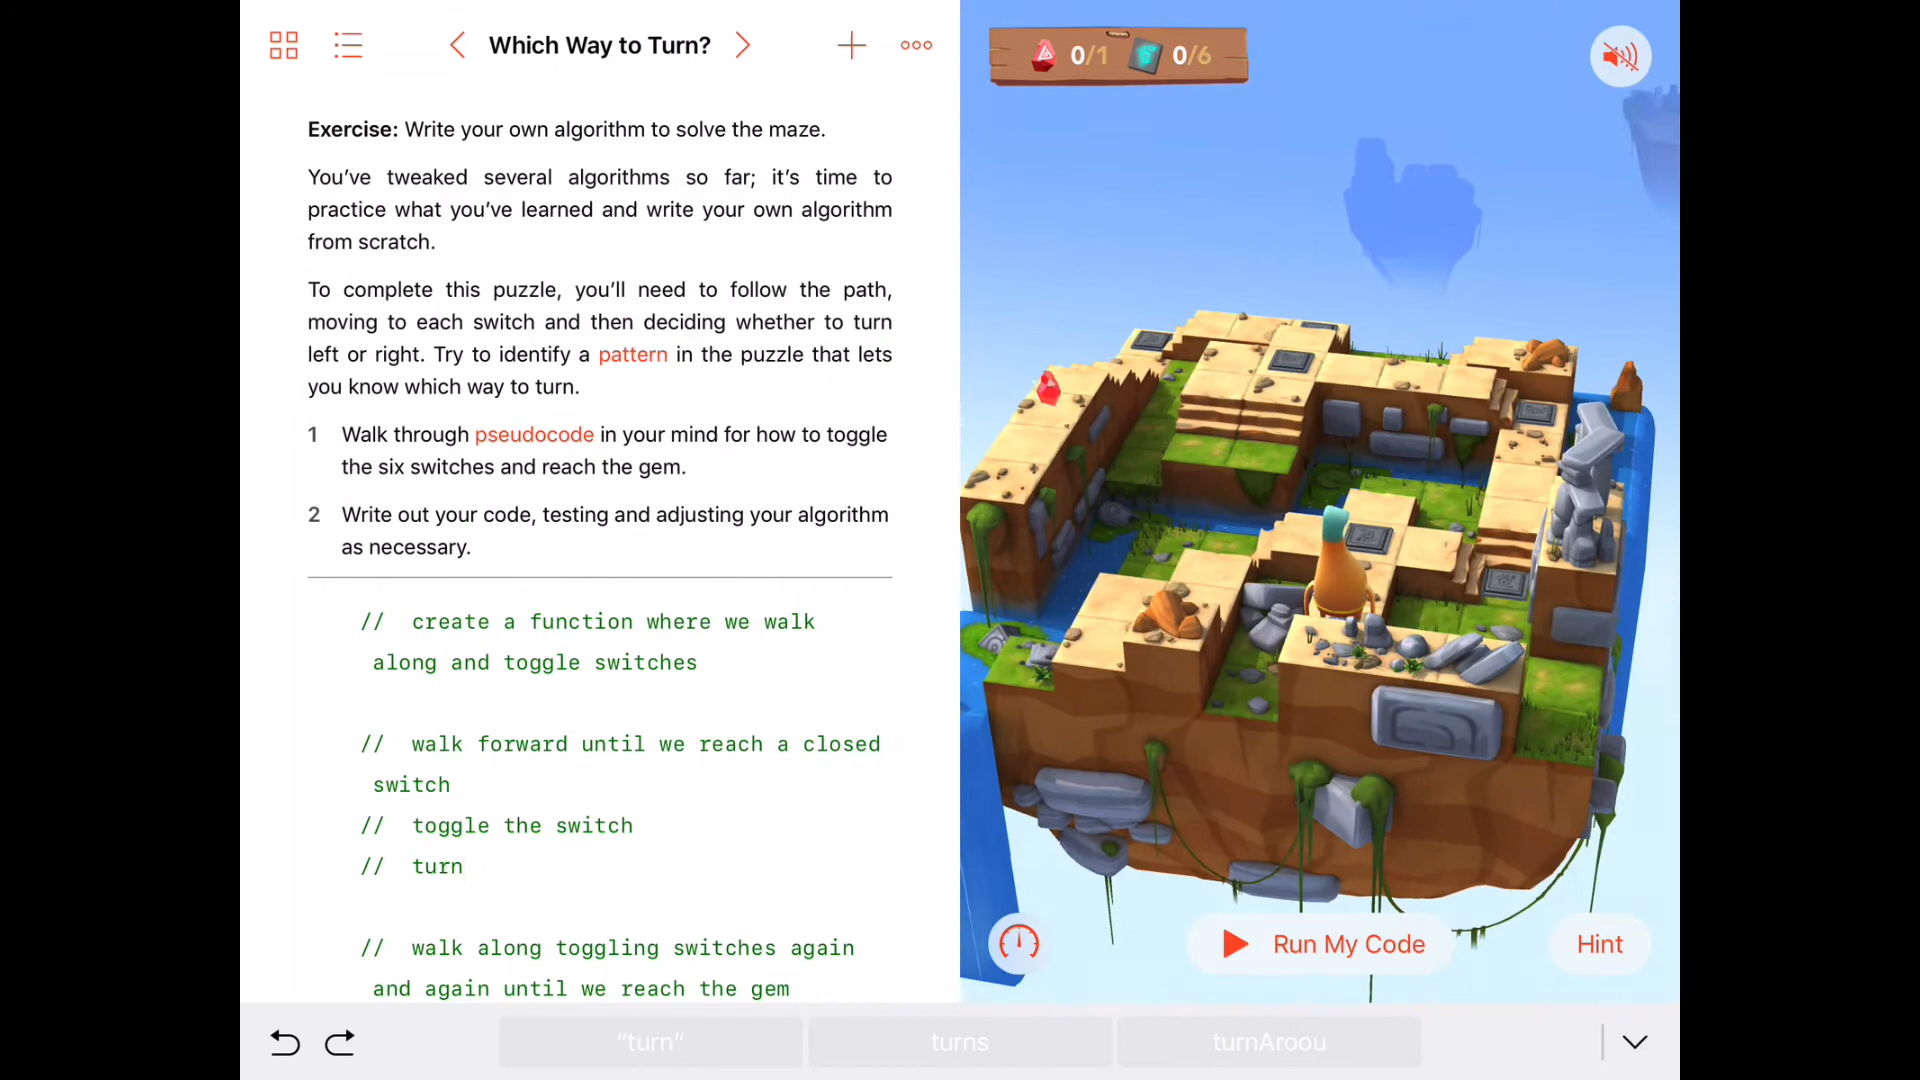 Which Way to Turn?
0/1 0/6
Exercise: Write your own algorithm to solve the maze.
You've tweaked several algorithms so far; it's time to
practice what you've learned and write your own algorithm
from scratch.
To complete this puzzle, you'll need to follow the path,
moving to each switch and then deciding whether to turn
left or right. Try to identify a pattern in the puzzle that lets
you know which way to turn.
1 Walk through pseudocode in your mind for how to toggle
the six switches and reach the gem.
2 Write out your code, testing and adjusting your algorithm
as necessary.
// create a function where we walk
along and toggle switches
// walk forward until we reach a closed
switch
// toggle the switch
// turn
// walk along toggling switches again
and again until we reach the gem
Run My Code
Hint
“turn” turns turnAroou